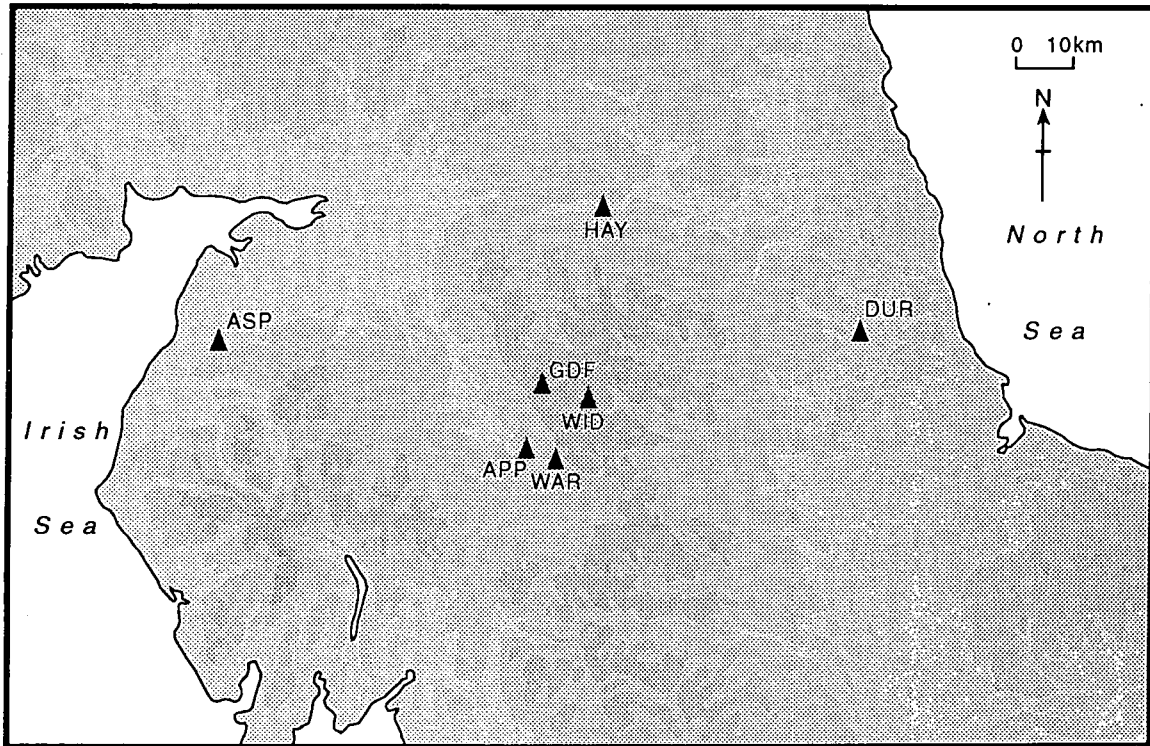 0 10km
N
HAY
North
Sea
ASP
DUR
GDF
WID
Irish
APP
WAR
Sea